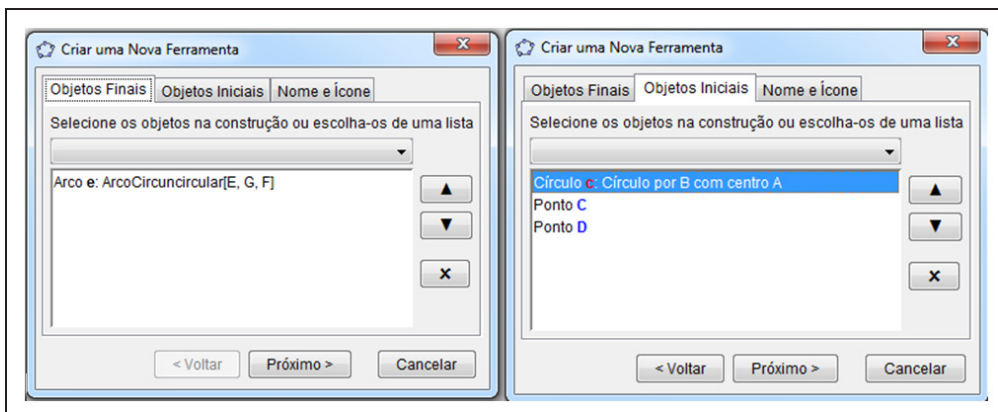 Criar uma Nova Ferramenta
Objetos Finais Objetos Iniciais Nome e Ícone
Selecione os objetos na construção ou escolha-os de uma lista
Arco e: ArcoCircuncircular[E, G, F]
< Voltar Próximo > Cancelar
Criar uma Nova Ferramenta
Objetos Finais Objetos Iniciais Nome e Ícone
Selecione os objetos na construção ou escolha-os de uma lista
Círculo c: Círculo por B com centro A
Ponto C
Ponto D
< Voltar Próximo > Cancelar